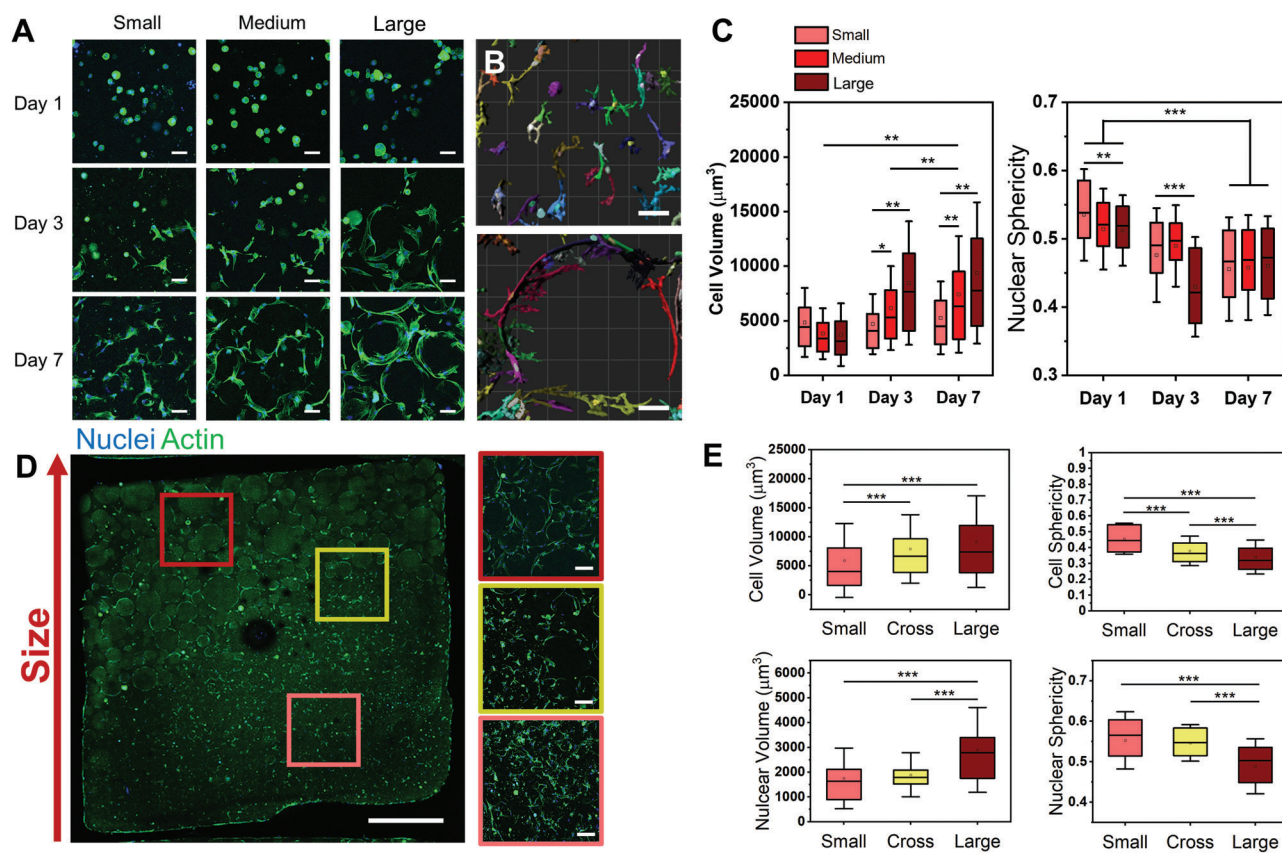 A
Small
Medium
Large
Day 1
Day 3
Day 7
B
C
Small
Medium
Large
Cell Volume (μm³)
25000
20000
15000
10000
5000
0
**
**
**
**
*
**
Day 1
Day 3
Day 7
Nuclear Sphericity
0.7
0.6
0.5
0.4
0.3
***
**
***
Day 1
Day 3
Day 7
Nuclei Actin
D
Size
E
Cell Volume (μm³)
25000
20000
15000
10000
5000
0
***
***
Small
Cross
Large
Cell Sphericity
1
0.9
0.8
0.7
0.6
0.5
0.4
0.3
0.2
0.1
0
***
***
***
Small
Cross
Large
Nulcear Volume (μm³)
6000
5000
4000
3000
2000
1000
0
***
***
Small
Cross
Large
Nuclear Sphericity
0.7
0.6
0.5
0.4
***
***
Small
Cross
Large